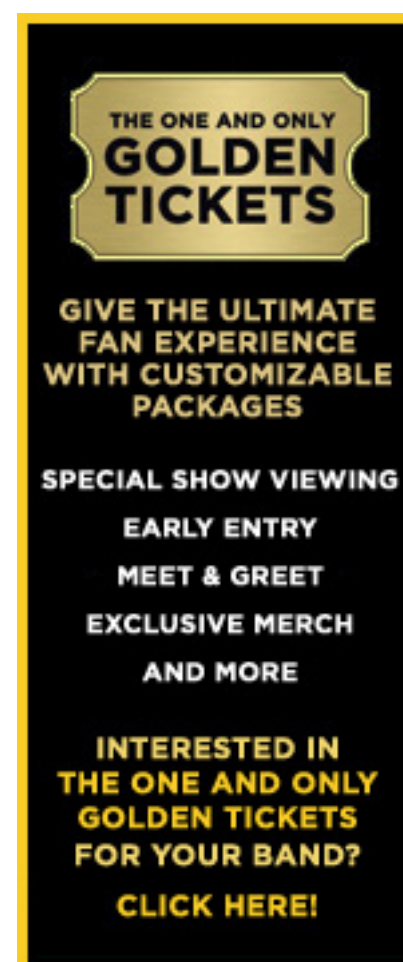 THE ONE AND ONLY
GOLDEN
TICKETS
GIVE THE ULTIMATE
FAN EXPERIENCE
WITH CUSTOMIZABLE
PACKAGES
SPECIAL SHOW VIEWING
EARLY ENTRY
MEET & GREET
EXCLUSIVE MERCH
AND MORE
INTERESTED IN
THE ONE AND ONLY
GOLDEN TICKETS
FOR YOUR BAND?
CLICK HERE!